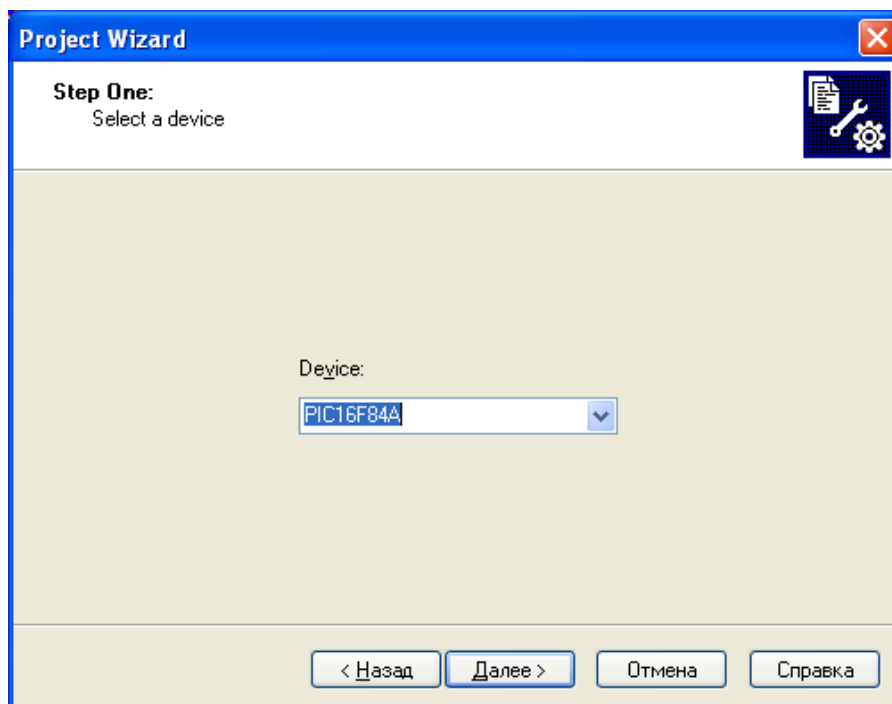 Project Wizard
Step One:
Select a device
Device:
PIC16F84A
< Назад Далее > Отмена Справка